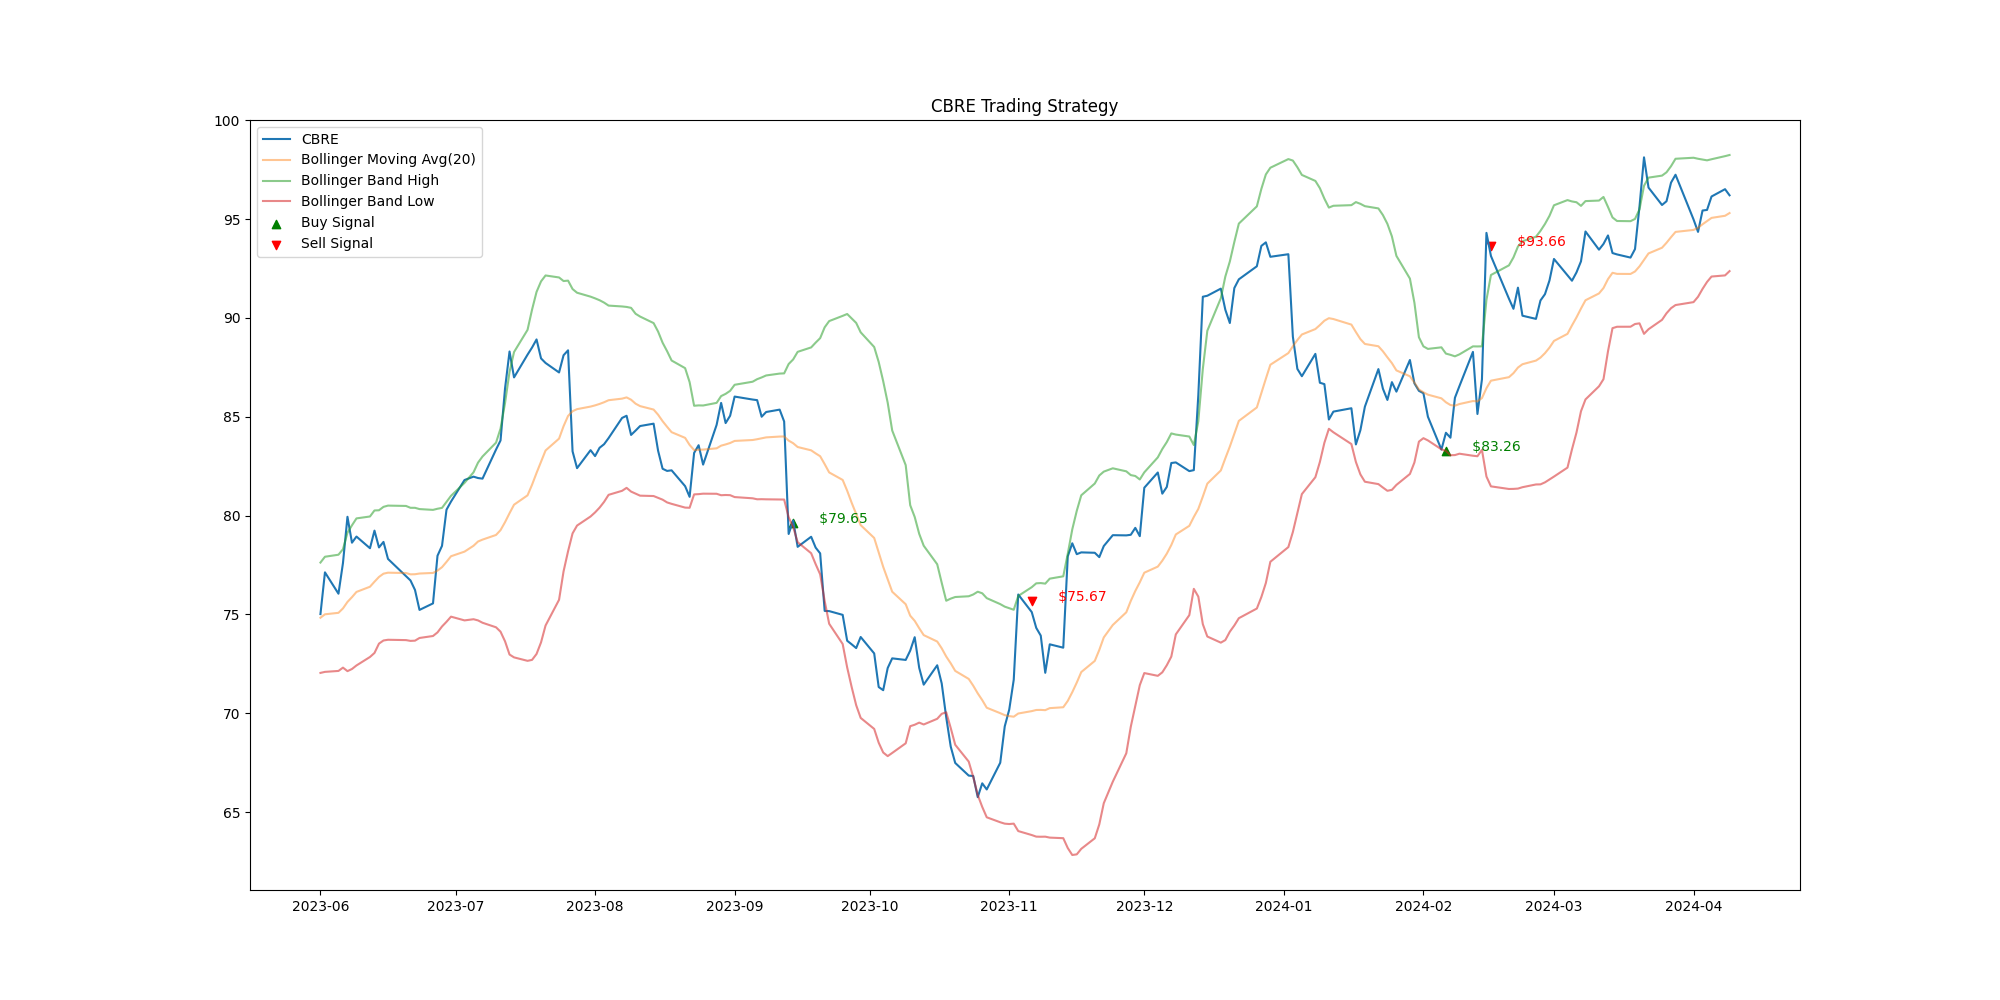 CBRE Trading Strategy
100
95
90
85
80
75
70
65
CBRE
Bollinger Moving Avg(20)
Bollinger Band High
Bollinger Band Low
Buy Signal
Sell Signal
$93.66
$83.26
$79.65
$75.67
2023-06 2023-07 2023-08 2023-09 2023-10 2023-11 2023-12 2024-01 2024-02 2024-03 2024-04